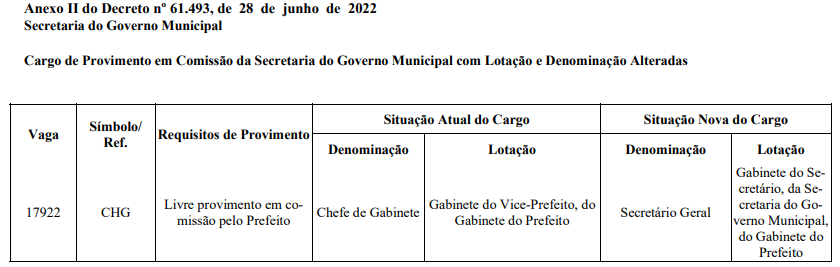 Anexo II do Decreto nº 61.493, de 28 de junho de 2022
Secretaria do Governo Municipal
Cargo de Provimento em Comissão da Secretaria do Governo Municipal com Lotação e Denominação Alteradas
Vaga
Símbolo/
Ref.
Requisitos de Provimento
Situação Atual do Cargo
Situação Nova do Cargo
Denominação
Lotação
Denominação
Lotação
17922
CHG
Livre provimento em co-
missão pelo Prefeito
Chefe de Gabinete
Gabinete do Vice-Prefeito, do
Gabinete do Prefeito
Secretário Geral
Gabinete do Se-
cretário, da Se-
cretaria do Go-
verno Municipal,
do Gabinete do
Prefeito